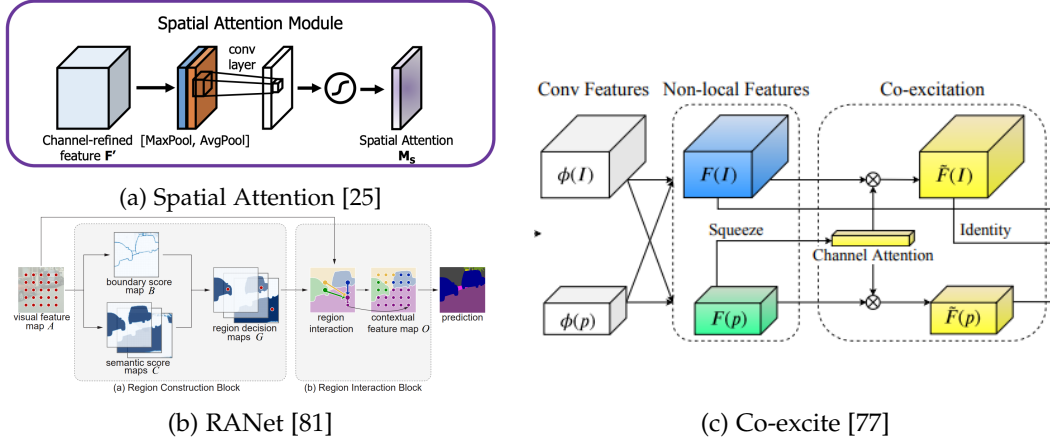 Spatial Attention Module
conv
layer
Channel-refined
feature F'
[MaxPool, AvgPool]
Spatial Attention
Mₛ
(a) Spatial Attention [25]
visual feature
map A
boundary score
map B
semantic score
maps C
region decision
maps G
region
interaction
contextual
feature map O
prediction
(a) Region Construction Block
(b) Region Interaction Block
(b) RANet [81]
Conv Features
Non-local Features
Co-excitation
ϕ(I)
F(I)
F̃(I)
Squeeze
Identity
Channel Attention
ϕ(p)
F(p)
F̃(p)
(c) Co-excite [77]